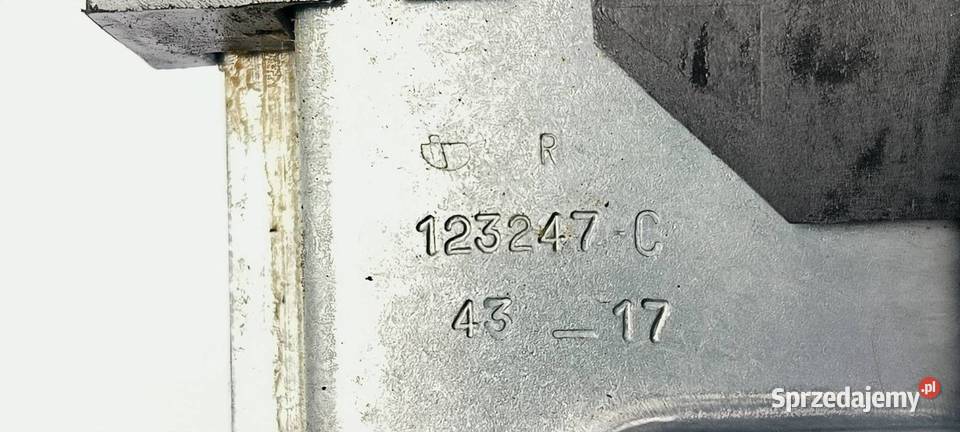 R
123247-C
43 _ 17
Sprzedajemy.pl